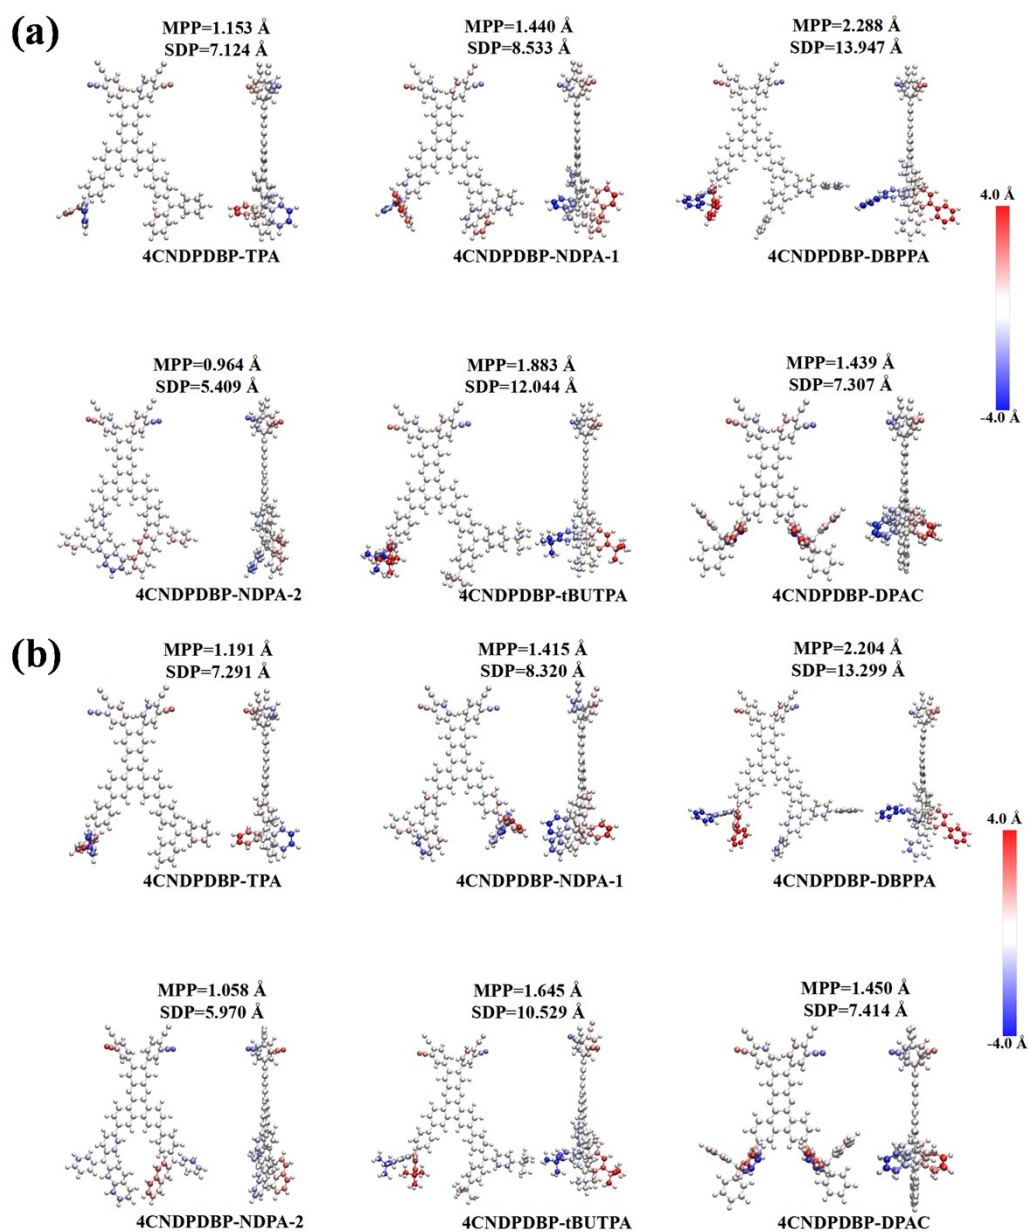 (a)
MPP=1.153 Å
SDP=7.124 Å
MPP=1.440 Å
SDP=8.533 Å
MPP=2.288 Å
SDP=13.947 Å
4CNDPDBP-TPA
4CNDPDBP-NDPA-1
4CNDPDBP-DBPPA
4.0 Å
-4.0 Å
MPP=0.964 Å
SDP=5.409 Å
MPP=1.883 Å
SDP=12.044 Å
MPP=1.439 Å
SDP=7.307 Å
4CNDPDBP-NDPA-2
4CNDPDBP-tBUTPA
4CNDPDBP-DPAC
(b)
MPP=1.191 Å
SDP=7.291 Å
MPP=1.415 Å
SDP=8.320 Å
MPP=2.204 Å
SDP=13.299 Å
4CNDPDBP-TPA
4CNDPDBP-NDPA-1
4CNDPDBP-DBPPA
4.0 Å
-4.0 Å
MPP=1.058 Å
SDP=5.970 Å
MPP=1.645 Å
SDP=10.529 Å
MPP=1.450 Å
SDP=7.414 Å
4CNDPDBP-NDPA-2
4CNDPDBP-tBUTPA
4CNDPDBP-DPAC